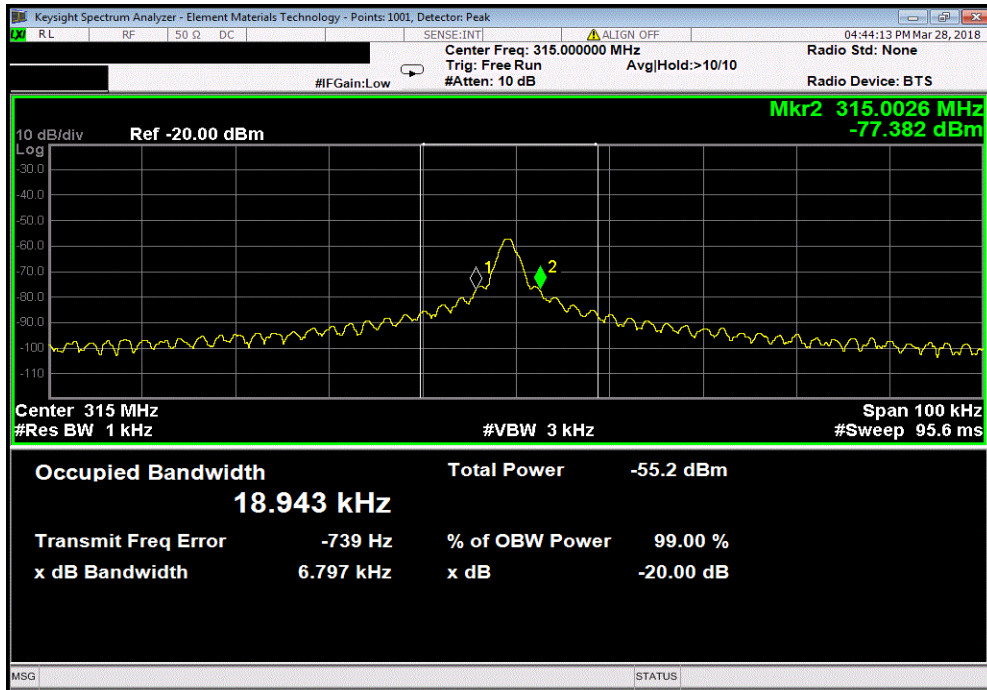 Keysight Spectrum Analyzer - Element Materials Technology - Points: 1001, Detector: Peak
LXI RL RF 50 Ω DC SENSE:INT ALIGN OFF 04:44:13 PM Mar 28, 2018
Center Freq: 315.000000 MHz Radio Std: None
Trig: Free Run Avg|Hold:>10/10
#IFGain:Low #Atten: 10 dB Radio Device: BTS
Mkr2 315.0026 MHz
10 dB/div Ref -20.00 dBm -77.382 dBm
Log
-30.0
-40.0
-50.0
-60.0
-70.0
-80.0
-90.0
-100
-110
1
2
Center 315 MHz Span 100 kHz
#Res BW 1 kHz #VBW 3 kHz #Sweep 95.6 ms
Occupied Bandwidth Total Power -55.2 dBm
18.943 kHz
Transmit Freq Error -739 Hz % of OBW Power 99.00 %
x dB Bandwidth 6.797 kHz x dB -20.00 dB
MSG STATUS